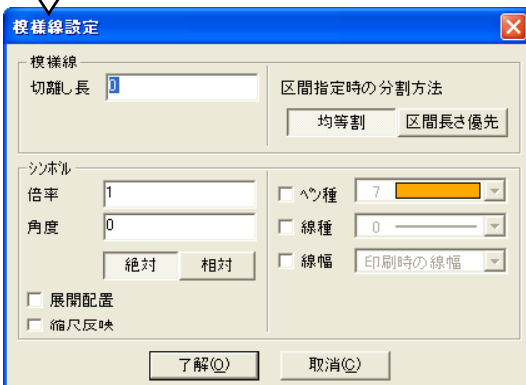 模様線設定
模様線
切離し長 0
区間指定時の分割方法
均等割 区間長さ優先
シンボル
倍率 1
角度 0
絶対 相対
展開配置
縮尺反映
ペン種 7
線種 0
線幅 印刷時の線幅
了解(O) 取消(C)